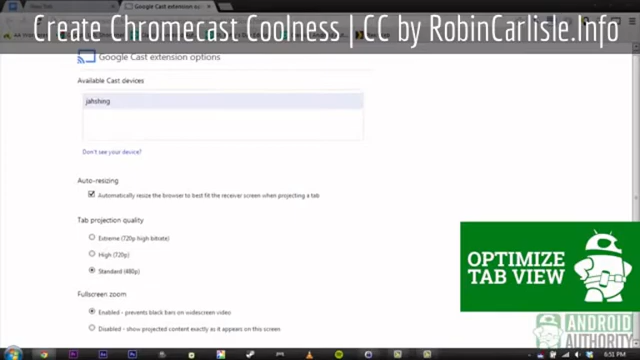 Create Chromecast Coolness | CC by RobinCarlisle.Info
Google Cast extension options
Available Cast devices
jahshing
Don't see your device?
Auto-resizing
Automatically resize the browser to best fit the receiver screen when projecting a tab
Tab projection quality
Extreme (720p high bitrate)
High (720p)
Standard (480p)
OPTIMIZE
TAB VIEW
Fullscreen zoom
Enabled - prevents black bars on widescreen video
Disabled - show projected content exactly as it appears on this screen
ANDROID
AUTHORITY
6:51 PM